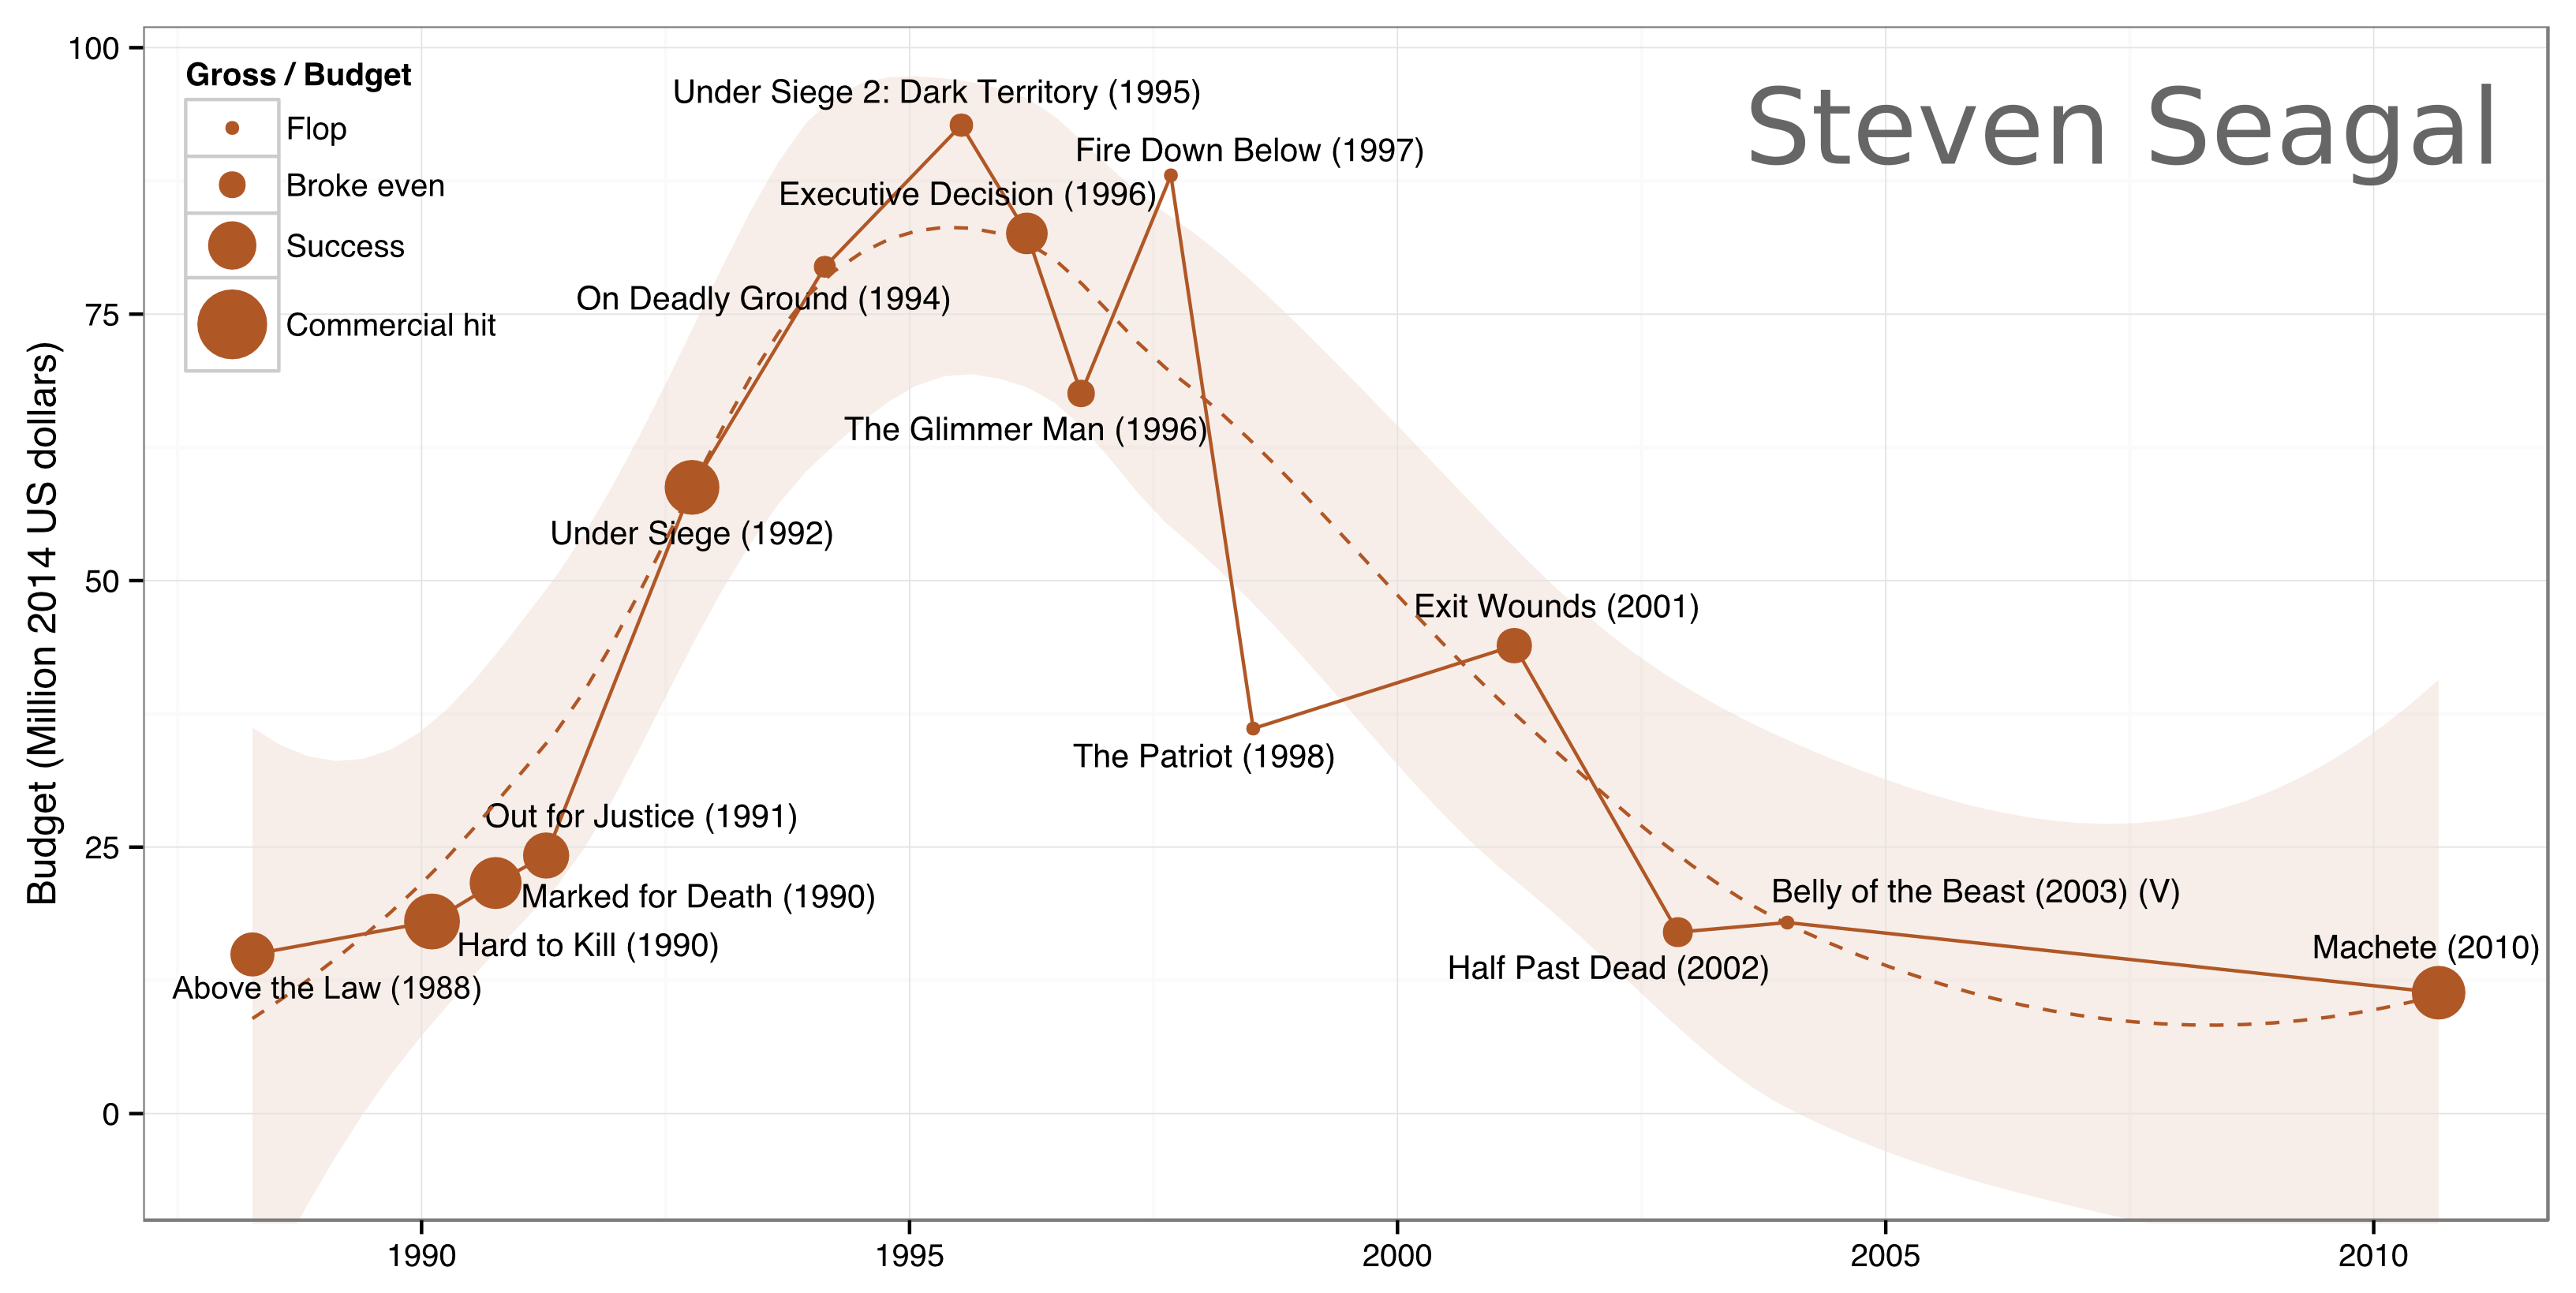 Steven Seagal
Gross / Budget
Flop
Broke even
Success
Commercial hit
Budget (Million 2014 US dollars)
100
75
50
25
0
Under Siege 2: Dark Territory (1995)
Fire Down Below (1997)
Executive Decision (1996)
On Deadly Ground (1994)
The Glimmer Man (1996)
Under Siege (1992)
Exit Wounds (2001)
The Patriot (1998)
Out for Justice (1991)
Marked for Death (1990)
Belly of the Beast (2003) (V)
Hard to Kill (1990)
Machete (2010)
Half Past Dead (2002)
Above the Law (1988)
1990
1995
2000
2005
2010